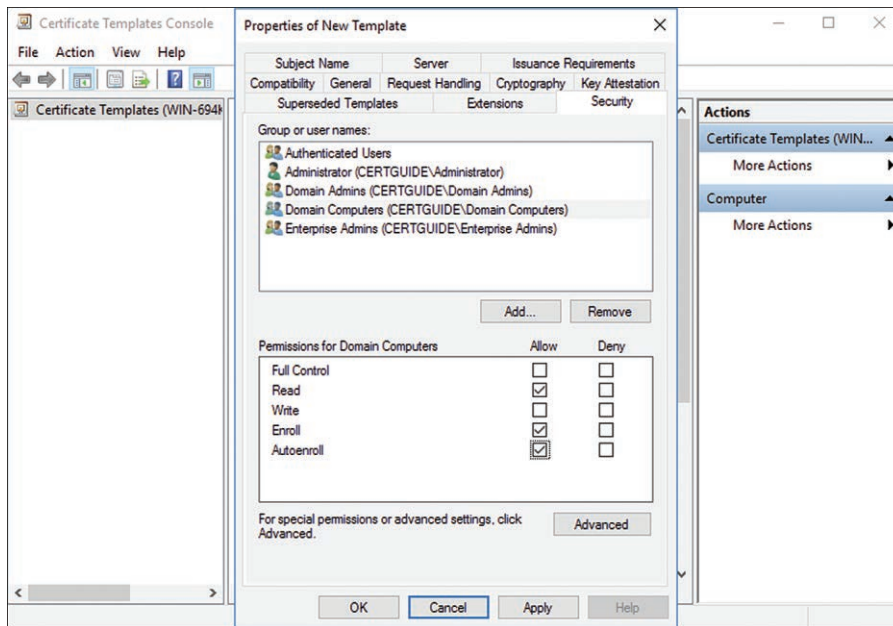 Certificate Templates Console
File Action View Help
Certificate Templates (WIN-694
Properties of New Template
Subject Name Server Issuance Requirements
Compatibility General Request Handling Cryptography Key Attestation
Superseded Templates Extensions Security
Group or user names:
Authenticated Users
Administrator (CERTGUIDE\Administrator)
Domain Admins (CERTGUIDE\Domain Admins)
Domain Computers (CERTGUIDE\Domain Computers)
Enterprise Admins (CERTGUIDE\Enterprise Admins)
Add... Remove
Permissions for Domain Computers Allow Deny
Full Control
Read
Write
Enroll
Autoenroll
For special permissions or advanced settings, click
Advanced.
Advanced
OK Cancel Apply Help
Actions
Certificate Templates (WIN...
More Actions
Computer
More Actions